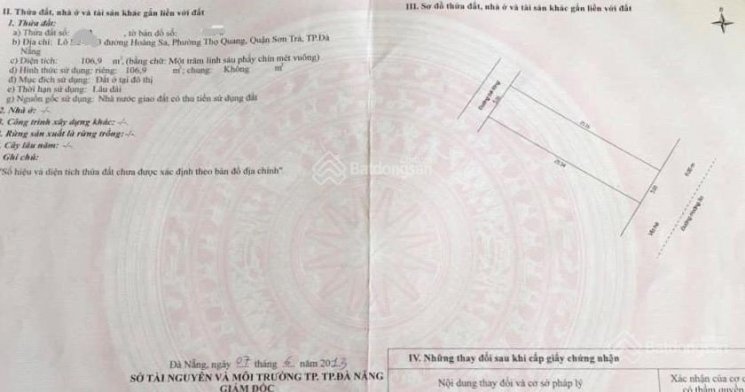 II. Thửa đất, nhà ở và tài sản khác gắn liền với đất
1. Thửa đất:
a) Thửa đất số: , tờ bản đồ số:
b) Địa chỉ: Lô đường Hoàng Sa, Phường Thọ Quang, Quận Sơn Trà, TP.Đà
Nẵng
c) Diện tích: 106,9 m², (bằng chữ: Một trăm linh sáu phẩy chín mét vuông)
d) Hình thức sử dụng: riêng: 106,9 m²; chung: Không m²
đ) Mục đích sử dụng: Đất ở tại đô thị
e) Thời hạn sử dụng: Lâu dài
g) Nguồn gốc sử dụng: Nhà nước giao đất có thu tiền sử dụng đất
2. Nhà ở: -/-
3. Công trình xây dựng khác: -/-
. Rừng sản xuất là rừng trồng:-/-
. Cây lâu năm: -/-
Ghi chú:
"Số hiệu và diện tích thửa đất chưa được xác định theo bản đồ địa chính"
Đà Nẵng, ngày 07 tháng 6 năm 2013
SỞ TÀI NGUYÊN VÀ MÔI TRƯỜNG TP. TP.ĐÀ NẴNG
GIÁM ĐỐC
III. Sơ đồ thửa đất, nhà ở và tài sản khác gắn liền với đất
5,00
5,00
Vỉa hè
Batdongsan
IV. Những thay đổi sau khi cấp giấy chứng nhận
Nội dung thay đổi và cơ sở pháp lý
Xác nhận của cơ q
có thẩm quyền